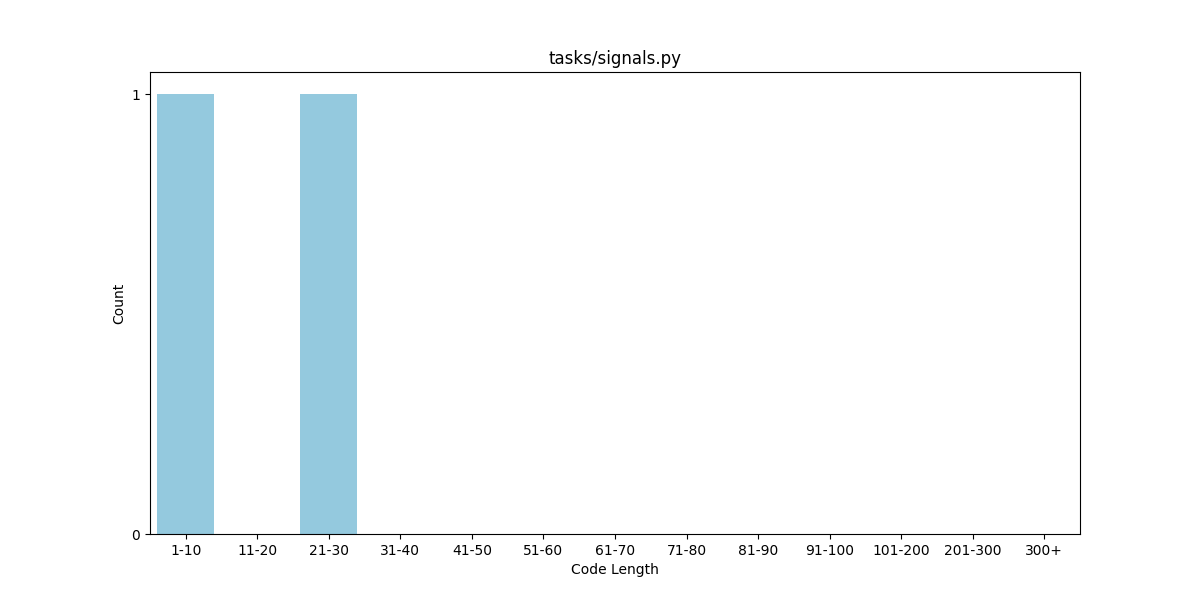 tasks/signals.py
1
Count
0
1-10 11-20 21-30 31-40 41-50 51-60 61-70 71-80 81-90 91-100 101-200 201-300 300+
Code Length